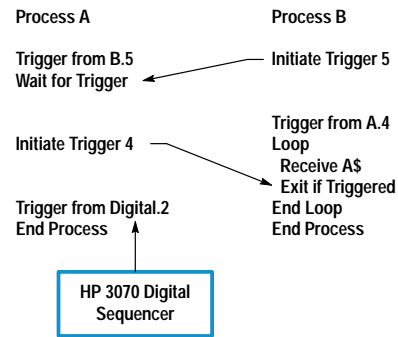 Process A
Trigger from B.5
Wait for Trigger
Initiate Trigger 4
Trigger from Digital.2
End Process
HP 3070 Digital
Sequencer
Process B
Initiate Trigger 5
Trigger from A.4
Loop
Receive A$
Exit if Triggered
End Loop
End Process